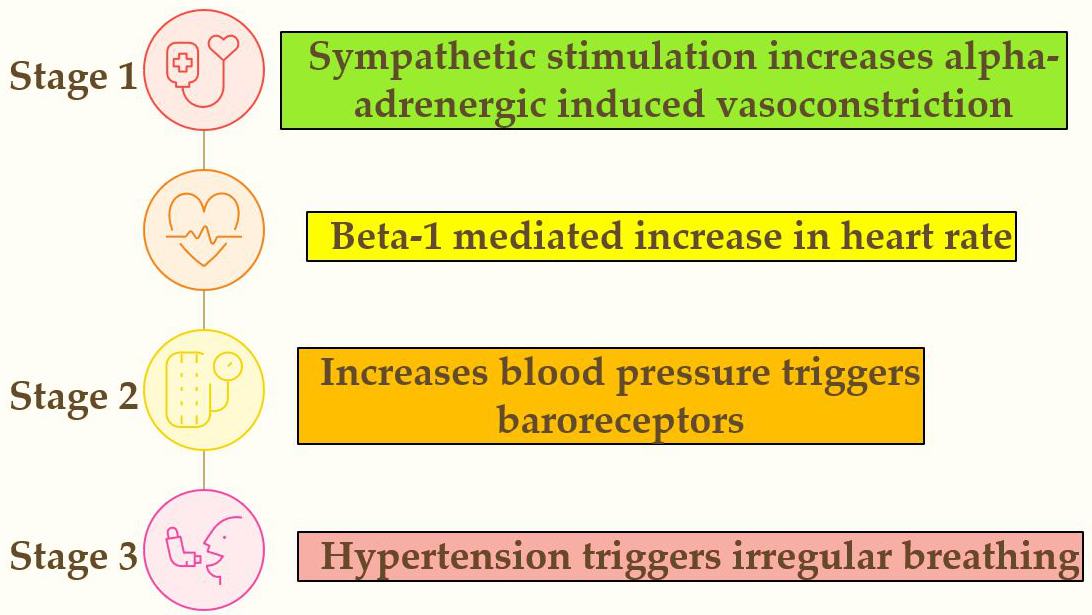 Stage 1
Sympathetic stimulation increases alpha-
adrenergic induced vasoconstriction
Beta-1 mediated increase in heart rate
Stage 2
Increases blood pressure triggers
baroreceptors
Stage 3
Hypertension triggers irregular breathing